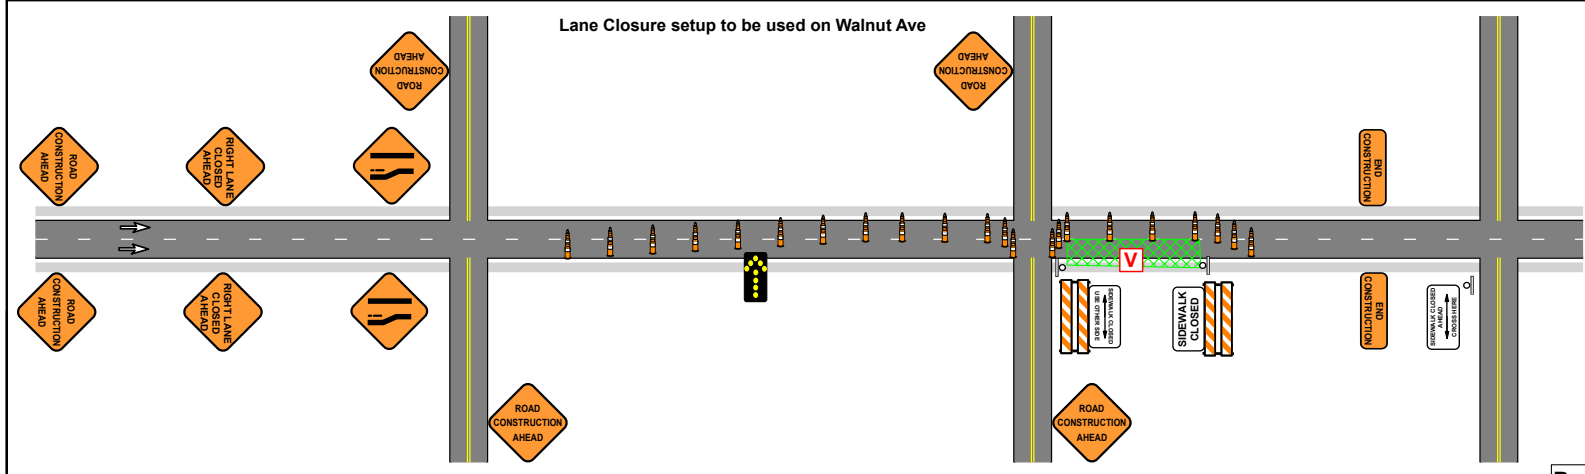 Lane Closure setup to be used on Walnut Ave
ROAD
CONSTRUCTION
AHEAD
ROAD
CONSTRUCTION
AHEAD
ROAD
CONSTRUCTION
AHEAD
RIGHT LANE
CLOSED
AHEAD
END
CONSTRUCTION
V
ROAD
CONSTRUCTION
AHEAD
RIGHT LANE
CLOSED
AHEAD
SIDEWALK CLOSED
USE OTHER SIDE
SIDEWALK
CLOSED
END
CONSTRUCTION
SIDEWALK CLOSED
AHEAD
CROSS HERE
ROAD
CONSTRUCTION
AHEAD
ROAD
CONSTRUCTION
AHEAD